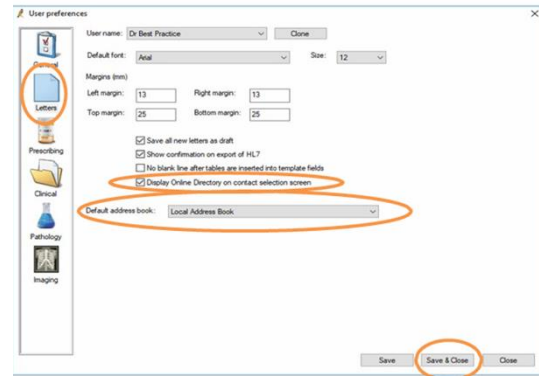 User preferences
User name: Dr Best Practice Clone
General
Default font: Arial Size: 12
Margins (mm)
Letters
Left margin: 13 Right margin: 13
Top margin: 25 Bottom margin: 25
Prescribing
Save all new letters as draft
Show confirmation on export of HL7
No blank line after tables are inserted into template fields
Display Online Directory on contact selection screen
Clinical
Default address book: Local Address Book
Pathology
Imaging
Save Save & Close Close